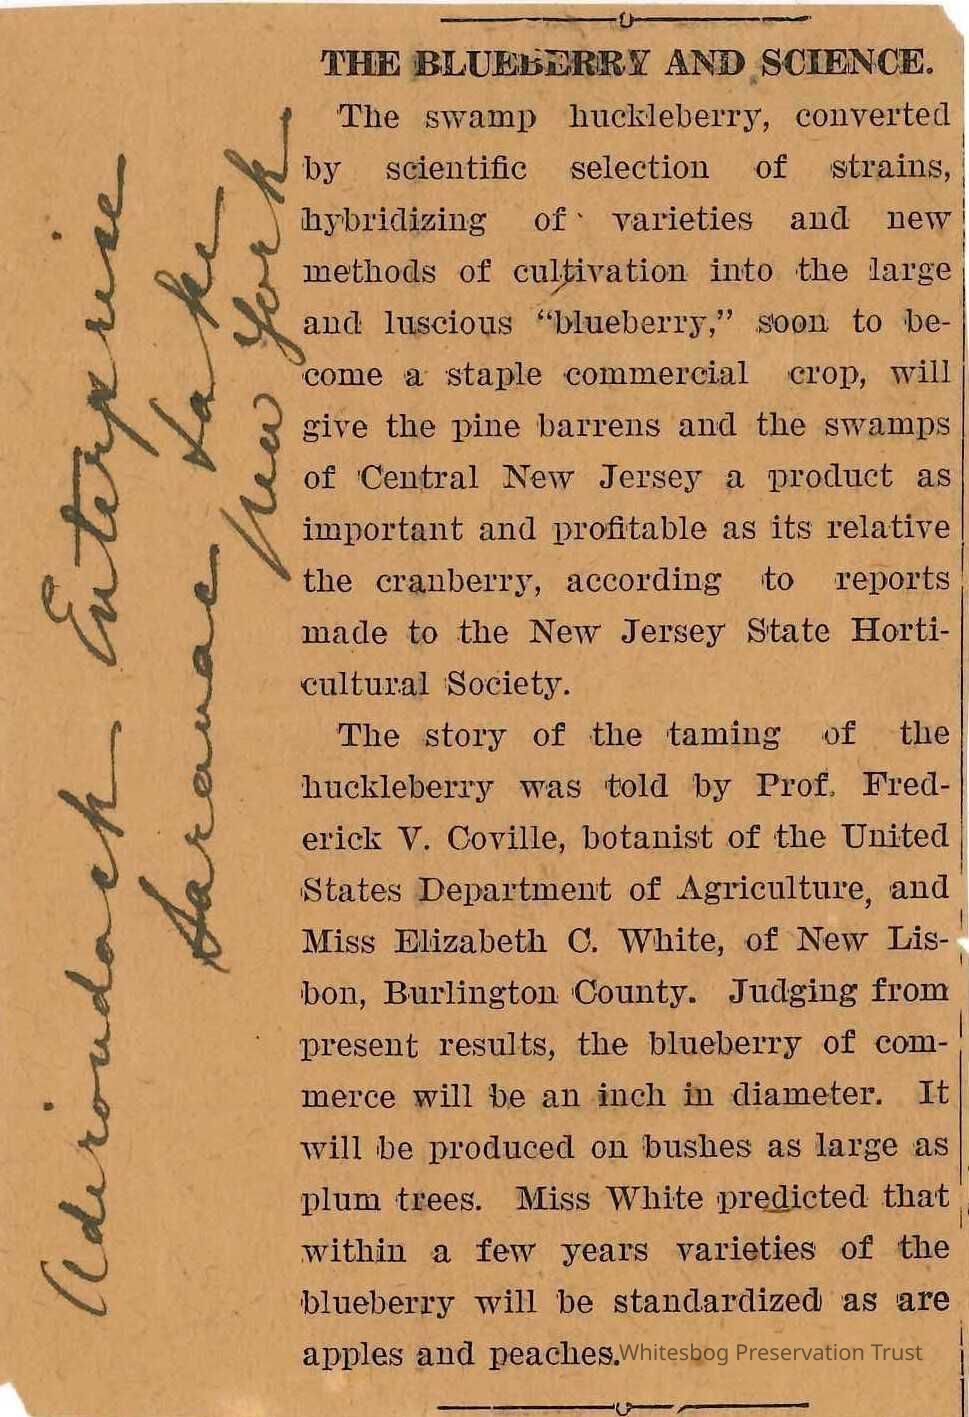 THE BLUEBERRY AND SCIENCE.
The swamp huckleberry, converted
by scientific selection of strains,
hybridizing of varieties and new
methods of cultivation into the large
and luscious “blueberry,” soon to be-
come a staple commercial crop, will
give the pine barrens and the swamps
of Central New Jersey a product as
important and profitable as its relative
the cranberry, according to reports
made to the New Jersey State Horti-
cultural Society.
The story of the taming of the
huckleberry was told by Prof. Fred-
erick V. Coville, botanist of the United
States Department of Agriculture, and
Miss Elizabeth C. White, of New Lis-
bon, Burlington County. Judging from
present results, the blueberry of com-
merce will be an inch in diameter. It
will be produced on bushes as large as
plum trees. Miss White predicted that
within a few years varieties of the
blueberry will be standardized as are
apples and peaches.
Adirondack Enterprise
Saranac Lake
New York
Whitesbog Preservation Trust